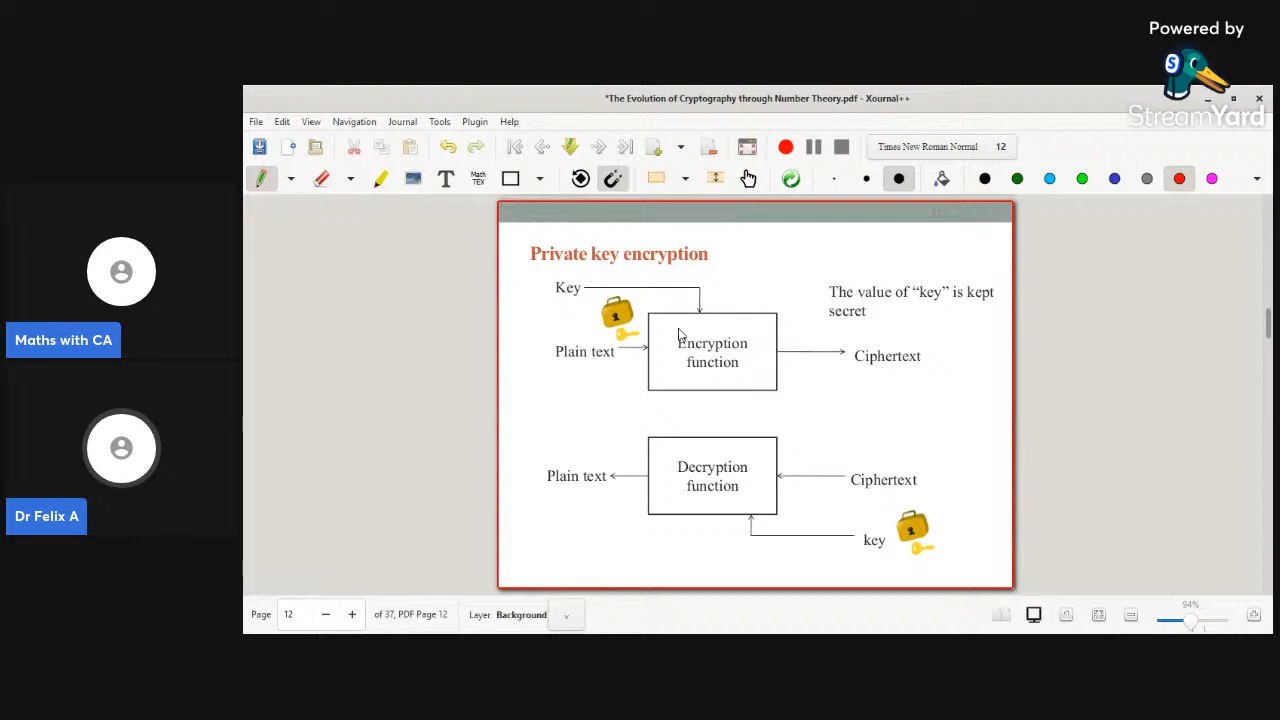 Powered by
StreamYard
*The Evolution of Cryptography through Number Theory.pdf - Xournal++
File Edit View Navigation Journal Tools Plugin Help
Times New Roman Normal 12
T Math TEX
Private key encryption
Key
The value of “key” is kept
secret
Encryption
function
Plain text
Ciphertext
Decryption
function
Plain text
Ciphertext
key
Maths with CA
Dr Felix A
Page 12 of 37, PDF Page 12 Layer Background 94%